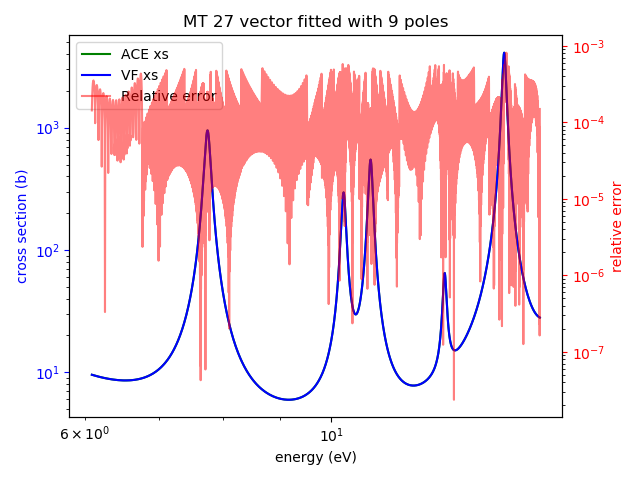 MT 27 vector fitted with 9 poles
ACE xs
VF xs
Relative error
cross section (b)
10³
10²
10¹
10⁻³
10⁻⁴
10⁻⁵
10⁻⁶
10⁻⁷
relative error
6 × 10⁰
10¹
energy (eV)